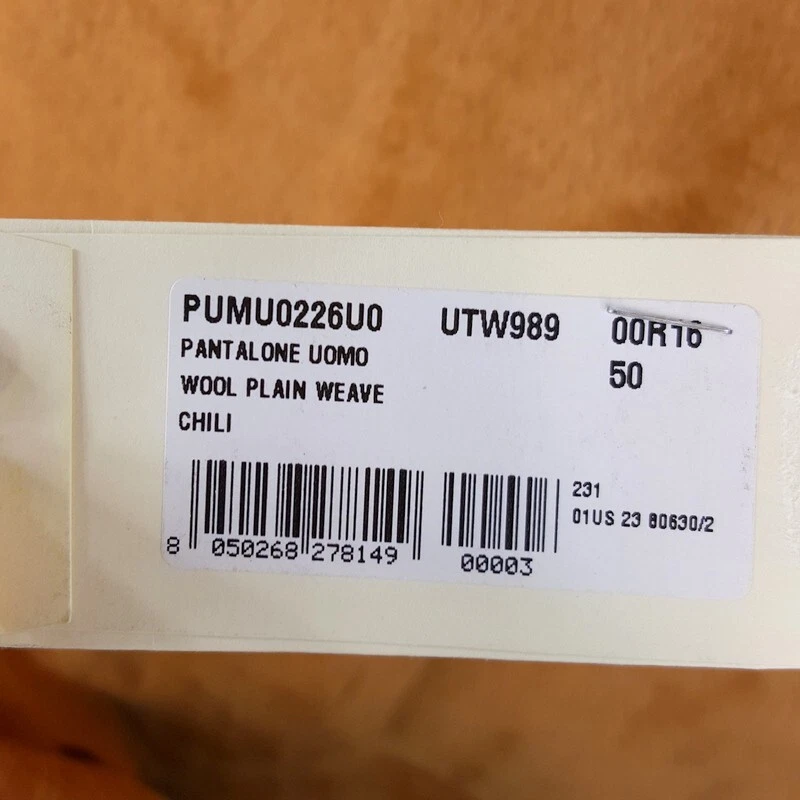 PUMU0226U0 UTW989 00R16
PANTALONE UOMO 50
WOOL PLAIN WEAVE
CHILI
231
01US 23 80630/2
8 050268 278149 00003